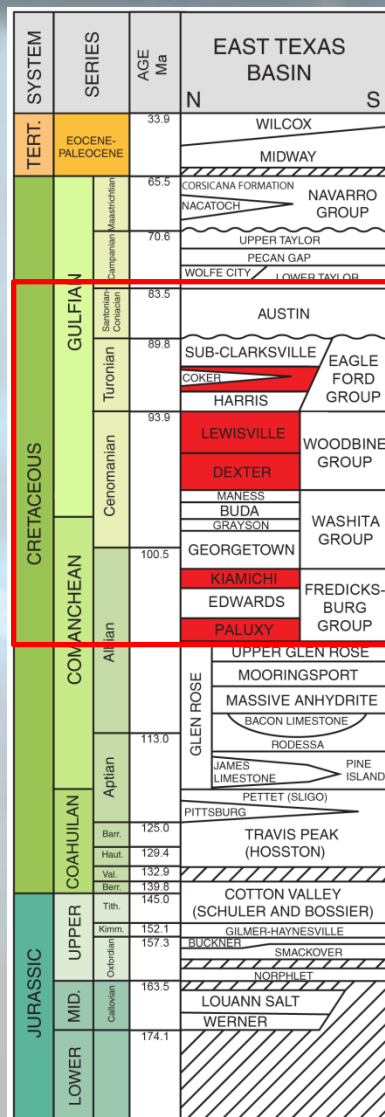 SYSTEM
SERIES
AGE
Ma
EAST TEXAS
BASIN
N S
TERT.
EOCENE-
PALEOCENE
33.9
WILCOX
MIDWAY
CRETACEOUS
GULFIAN
Maastrichtian
65.5
CORSICANA FORMATION
NACATOCH
NAVARRO
GROUP
Campanian
70.6
UPPER TAYLOR
PECAN GAP
WOLFE CITY
LOWER TAYLOR
Santonian-
Coniacian
83.5
AUSTIN
Turonian
89.8
SUB-CLARKSVILLE
COKER
HARRIS
EAGLE
FORD
GROUP
Cenomanian
93.9
LEWISVILLE
DEXTER
WOODBINE
GROUP
MANESS
BUDA
GRAYSON
GEORGETOWN
WASHITA
GROUP
COMANCHEAN
Albian
100.5
KIAMICHI
EDWARDS
PALUXY
FREDICKS-
BURG
GROUP
GLEN ROSE
UPPER GLEN ROSE
MOORINGSPORT
MASSIVE ANHYDRITE
BACON LIMESTONE
RODESSA
Aptian
113.0
JAMES
LIMESTONE
PINE
ISLAND
PETTET (SLIGO)
PITTSBURG
COAHUILAN
Barr.
125.0
TRAVIS PEAK
(HOSSTON)
Haut.
129.4
Val.
132.9
Berr.
139.8
JURASSIC
UPPER
Tith.
145.0
COTTON VALLEY
(SCHULER AND BOSSIER)
Kimm.
152.1
GILMER-HAYNESVILLE
Oxfordian
157.3
BUCKNER
SMACKOVER
NORPHLET
MID.
Callovian
163.5
LOUANN SALT
WERNER
LOWER
174.1